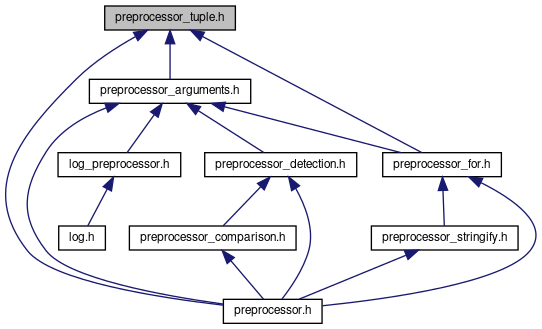 preprocessor_tuple.h
preprocessor_arguments.h
log_preprocessor.h
preprocessor_detection.h
preprocessor_for.h
log.h
preprocessor_comparison.h
preprocessor_stringify.h
preprocessor.h